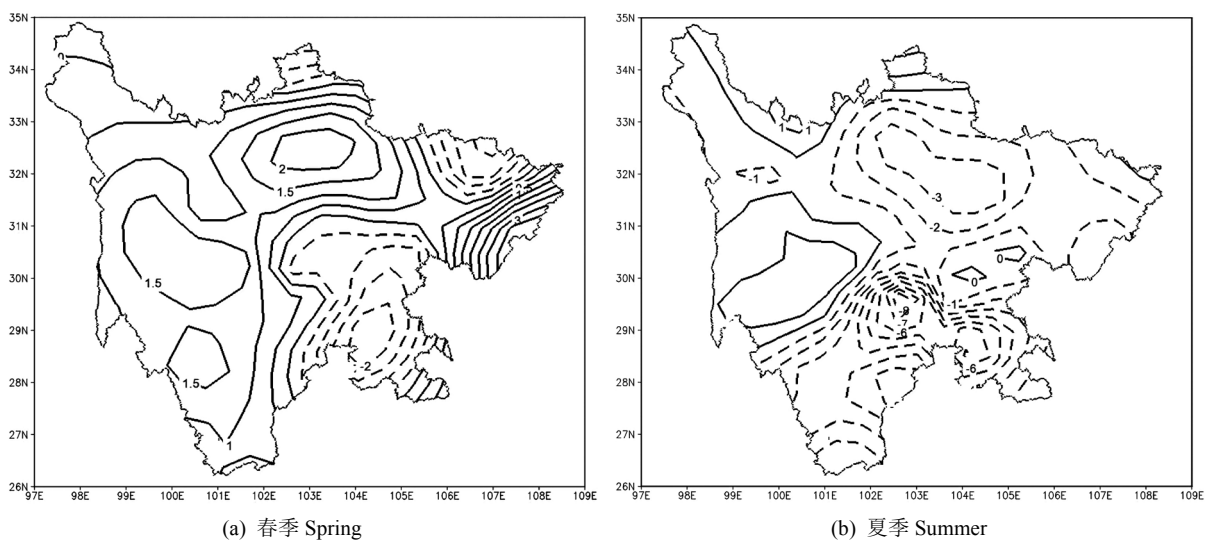 35N
34N
33N
32N
31N
30N
29N
28N
27N
26N
97E 98E 99E 100E 101E 102E 103E 104E 105E 106E 107E 108E 109E
2
1.5
3
1.5
1.5
-2
1
(a) 春季 Spring
35N
34N
33N
32N
31N
30N
29N
28N
27N
26N
97E 98E 99E 100E 101E 102E 103E 104E 105E 106E 107E 108E 109E
1 1
-1
-3
-2
0
0
-1
-7
-6
-6
(b) 夏季 Summer